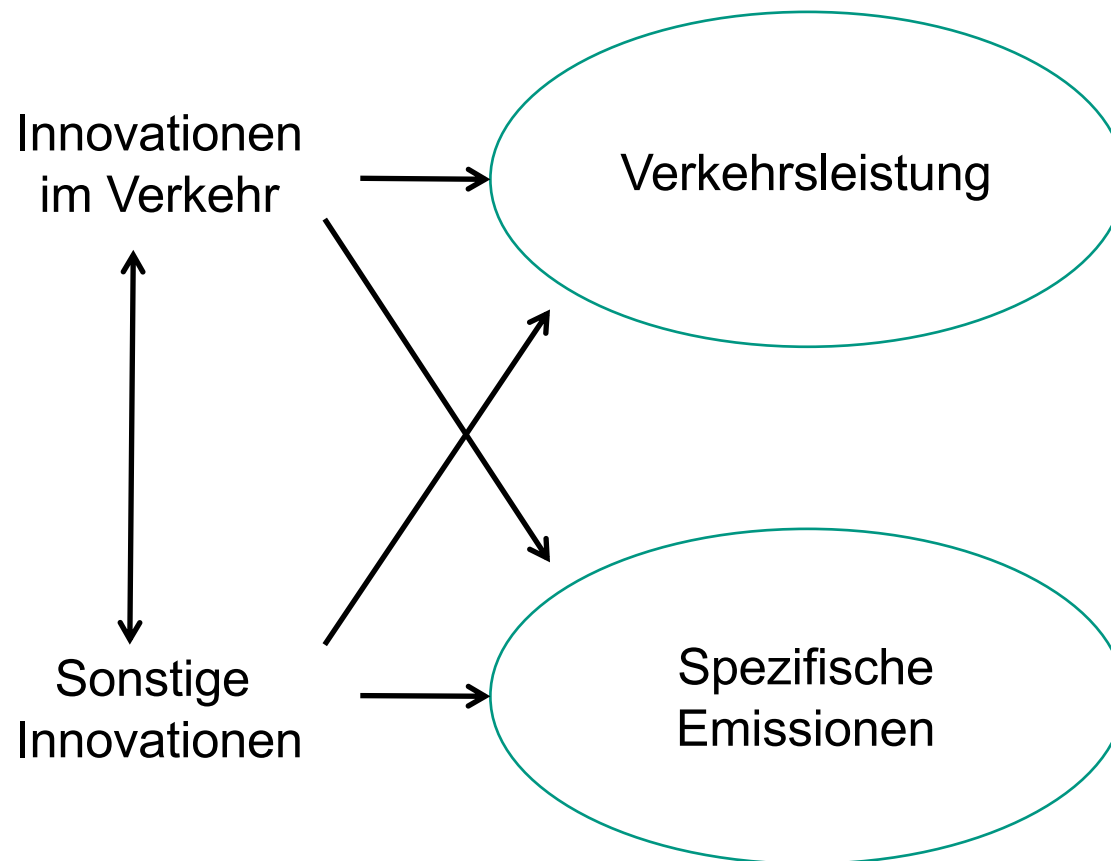 Innovationen
im Verkehr
Verkehrsleistung
Sonstige
Innovationen
Spezifische
Emissionen